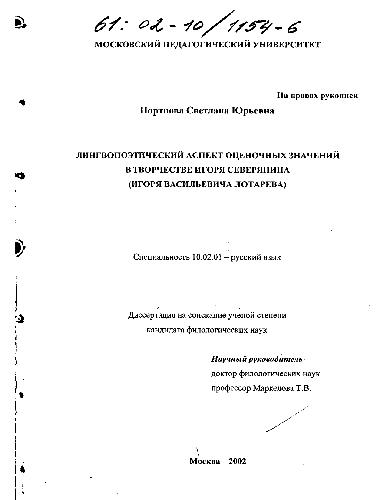 61:02-10/1154-6
МОСКОВСКИЙ ПЕДАГОГИЧЕСКИЙ УНИВЕРСИТЕТ
На правах рукописи
Портнова Светлана Юрьевна
ЛИНГВОПОЭТИЧЕСКИЙ АСПЕКТ ОЦЕНОЧНЫХ ЗНАЧЕНИЙ
В ТВОРЧЕСТВЕ ИГОРЯ СЕВЕРЯНИНА
(ИГОРЯ ВАСИЛЬЕВИЧА ЛОТАРЕВА)
Специальность 10.02.01 – русский язык
Диссертация на соискание ученой степени
кандидата филологических наук
Научный руководитель
доктор филологических наук
профессор Маркелова Т.В.
Москва 2002